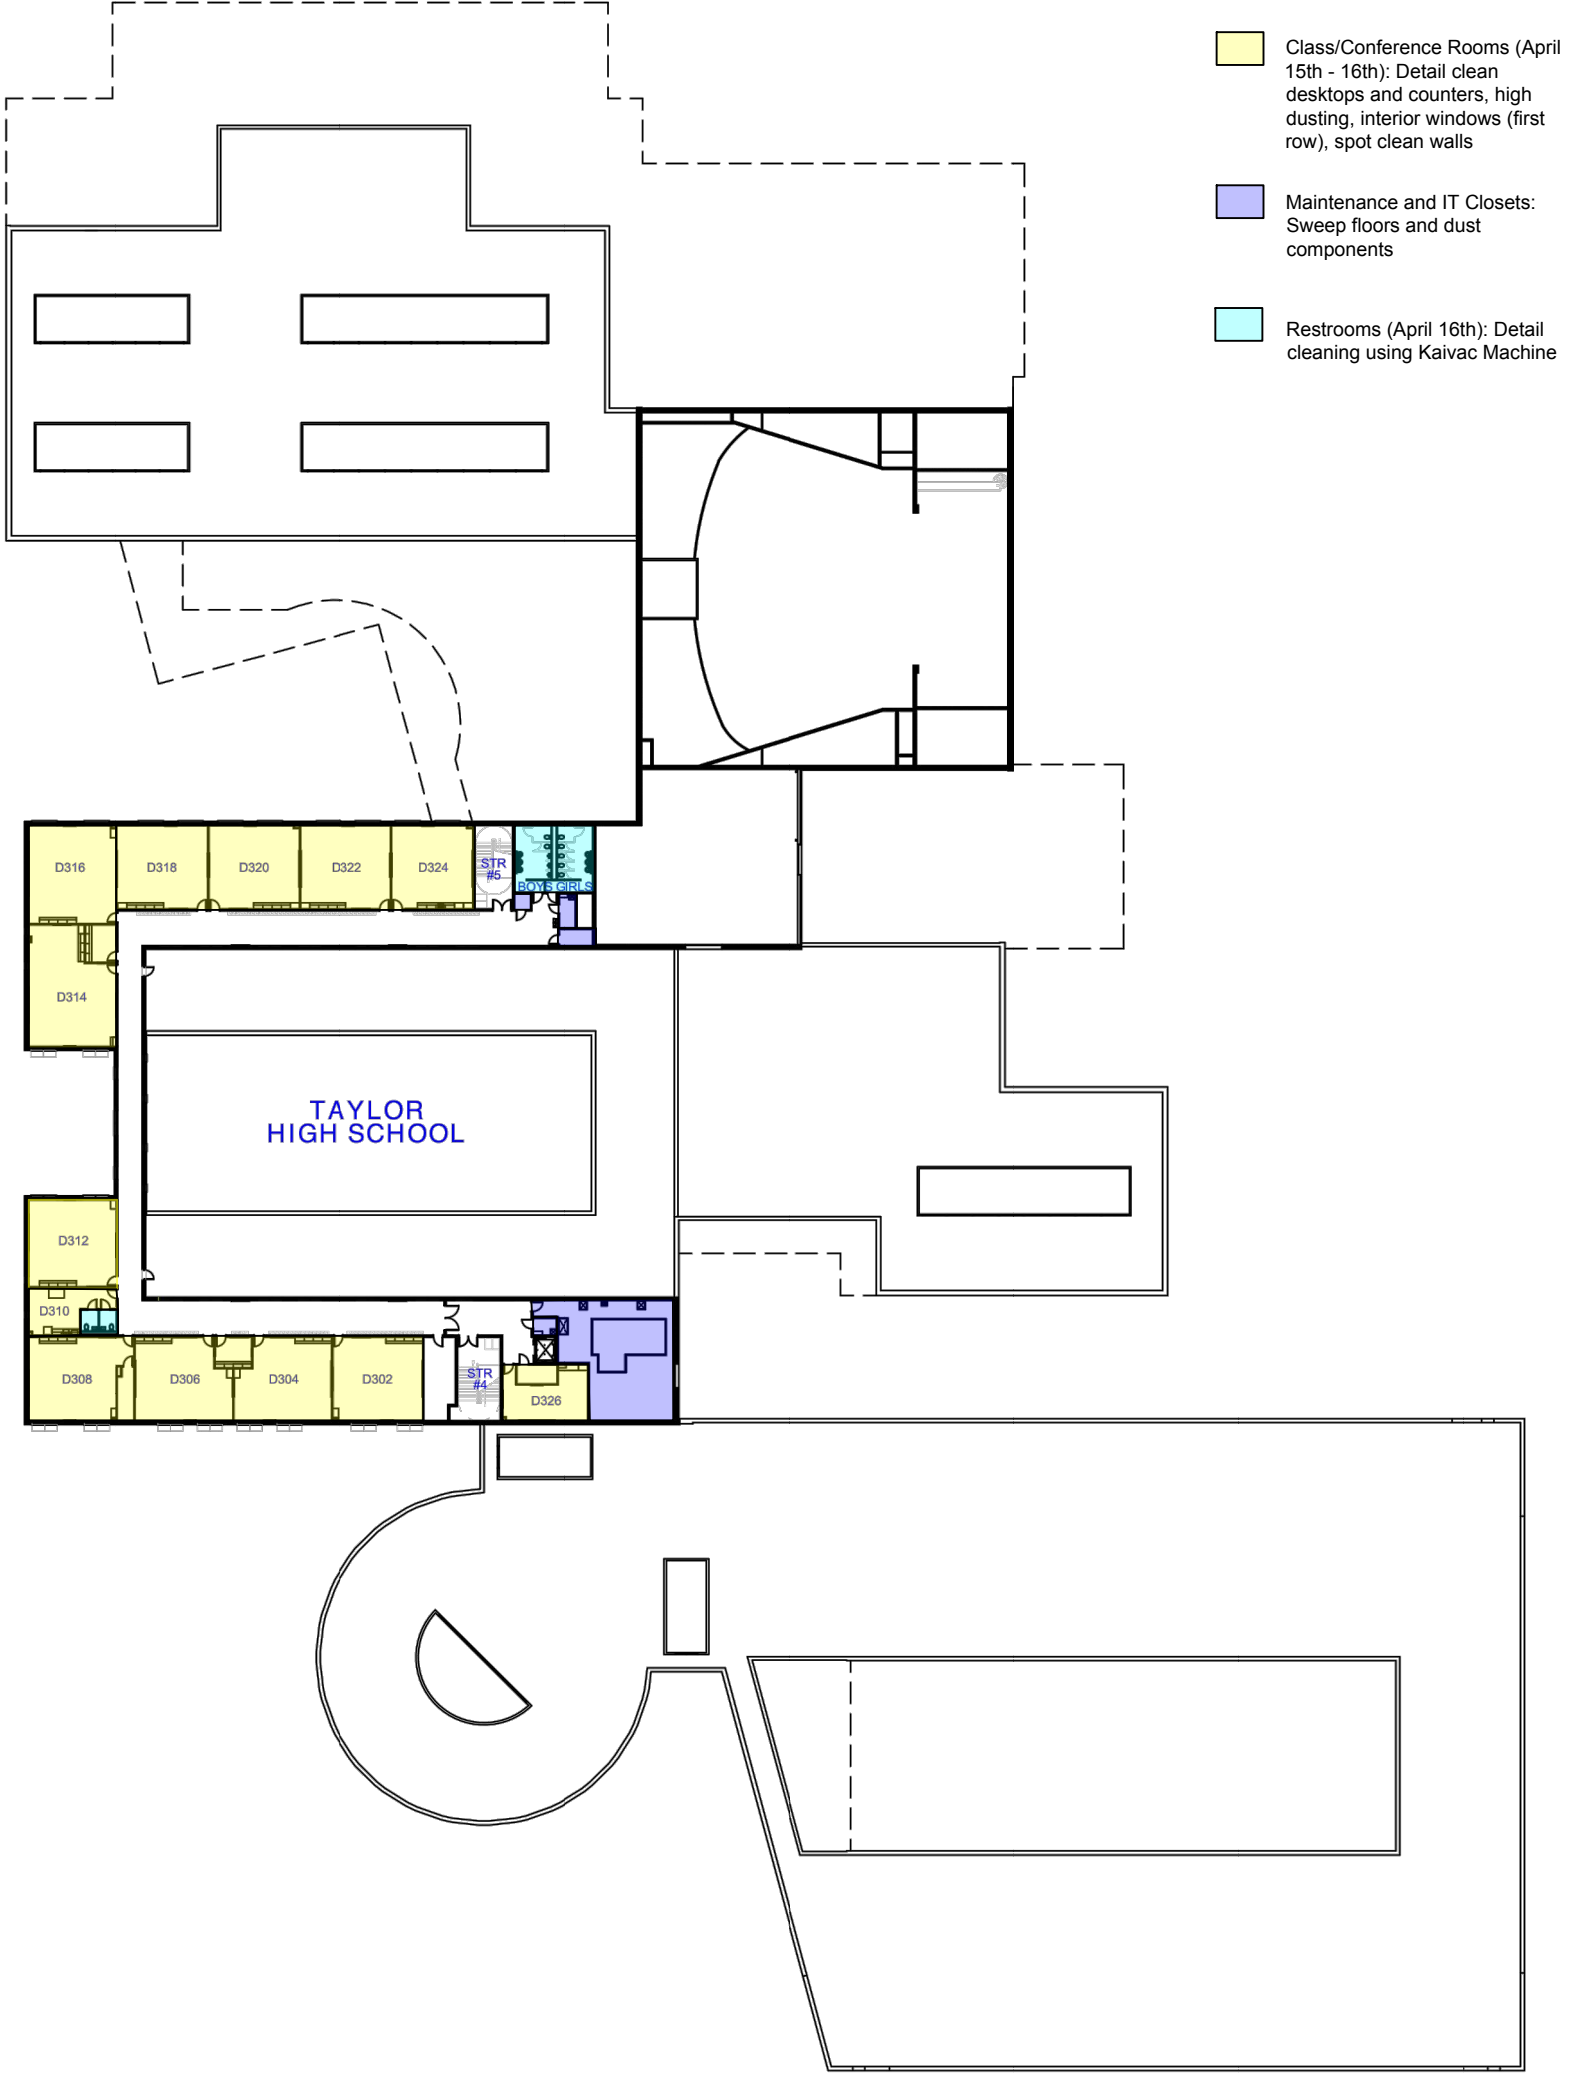 Class/Conference Rooms (April
15th - 16th): Detail clean
desktops and counters, high
dusting, interior windows (first
row), spot clean walls
Maintenance and IT Closets:
Sweep floors and dust
components
Restrooms (April 16th): Detail
cleaning using Kaivac Machine
D316
D318
D320
D322
D324
STR
#5
BOYS GIRLS
D314
TAYLOR
HIGH SCHOOL
D312
D310
D308
D306
D304
D302
STR
#4
D326